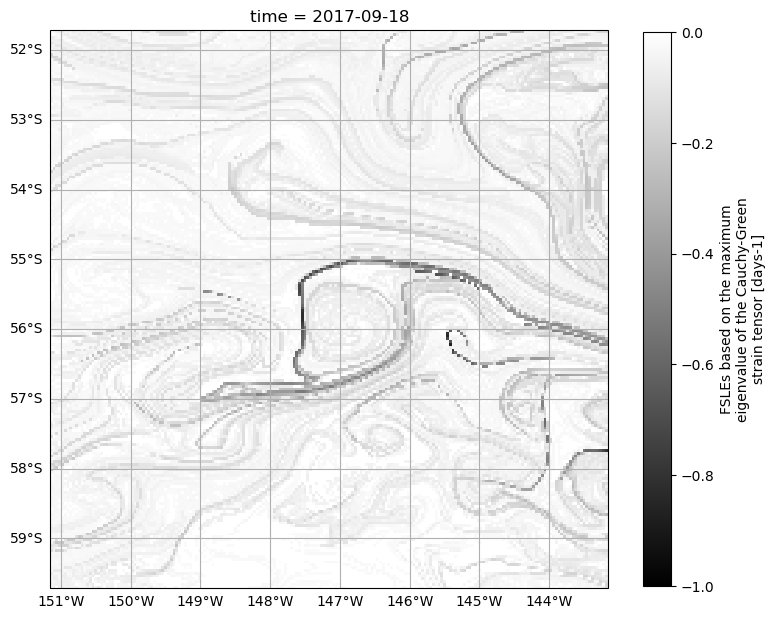 time = 2017-09-18
52°S
53°S
54°S
55°S
56°S
57°S
58°S
59°S
151°W 150°W 149°W 148°W 147°W 146°W 145°W 144°W
0.0
−0.2
−0.4
−0.6
−0.8
−1.0
FSLEs based on the maximum
eigenvalue of the Cauchy-Green
strain tensor [days-1]